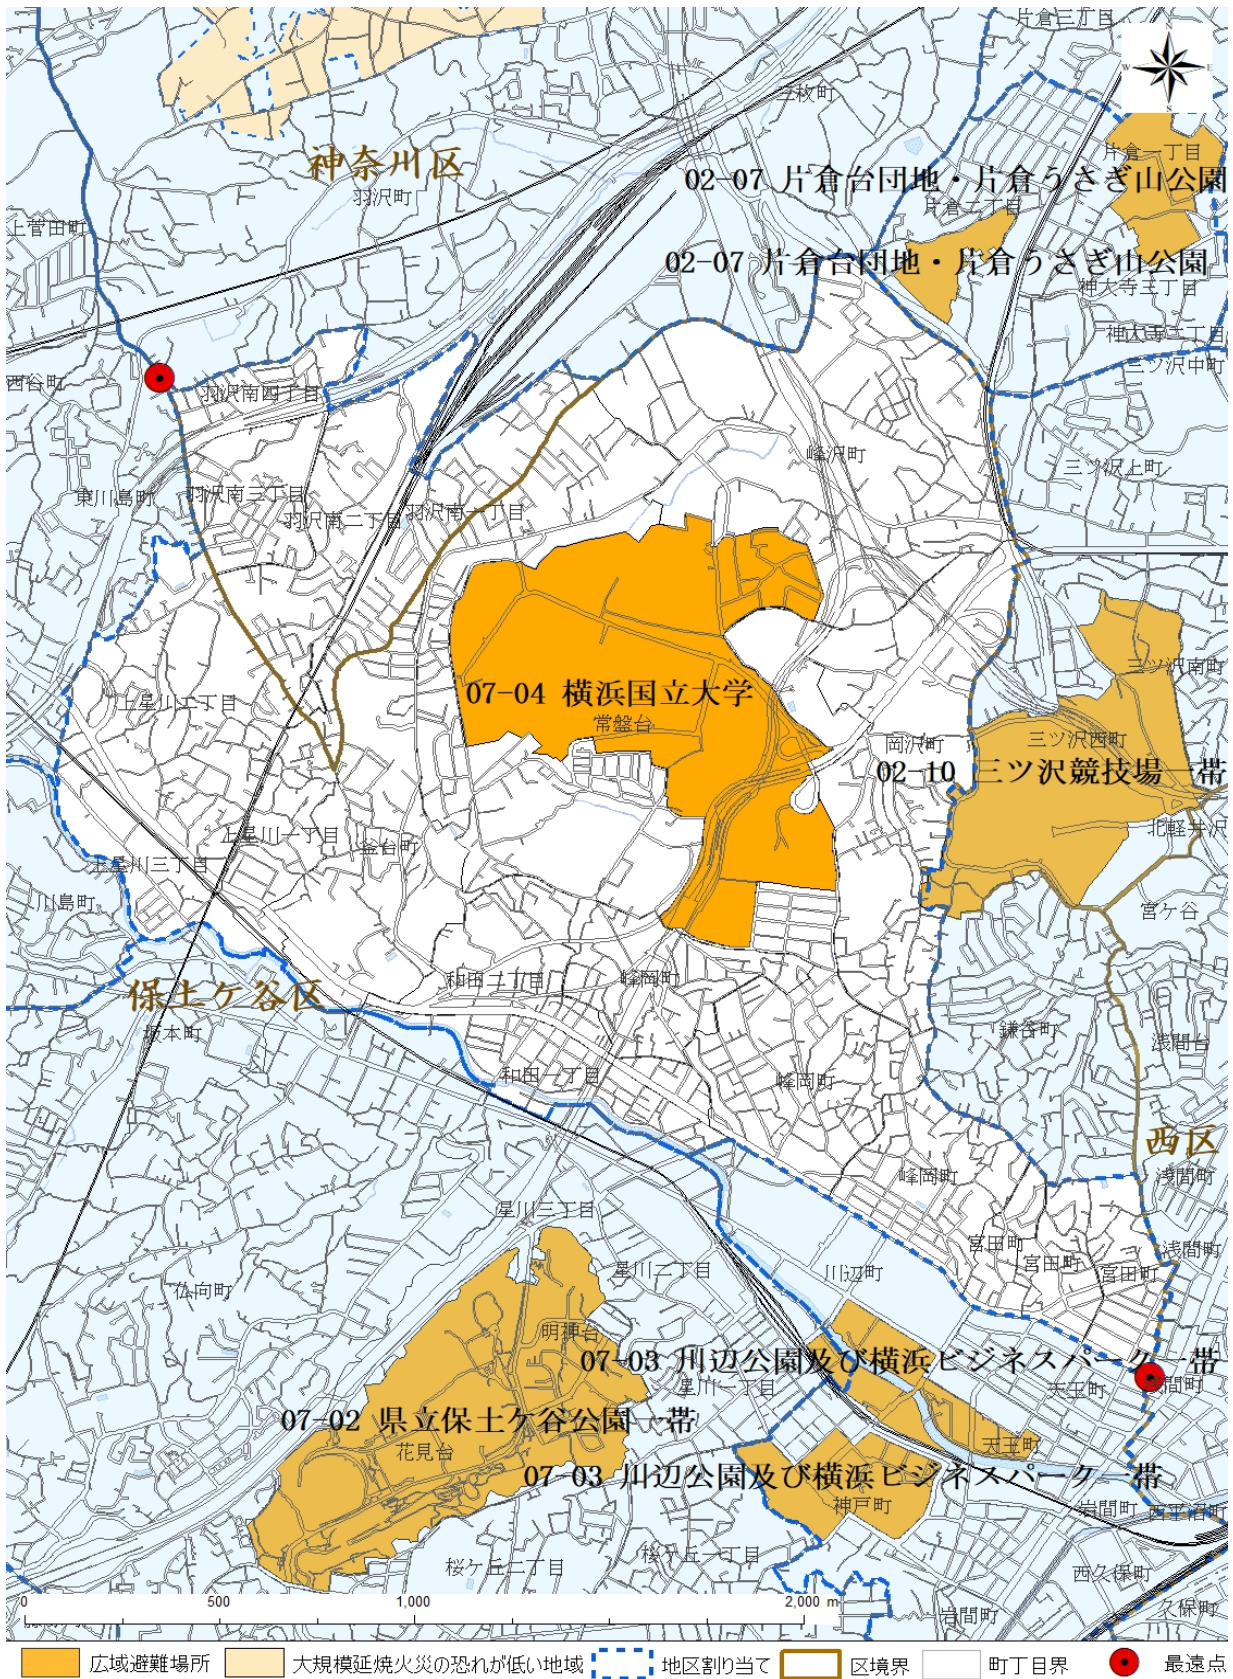 片倉三丁目
N
W E
S
三枚町
神奈川区
片倉一丁目
02-07 片倉台団地・片倉うさぎ山公園
羽沢町
片倉二丁目
上菅田町
02-07 片倉台団地・片倉うさぎ山公園
神大寺三丁目
神大寺二丁目
三ツ沢中町
西谷町
羽沢南四丁目
峰沢町
三ツ沢上町
東川島町
羽沢南三丁目
羽沢南二丁目
羽沢南一丁目
三ツ沢南町
07-04 横浜国立大学
上星川二丁目
常盤台
岡沢町
三ツ沢西町
02-10 三ツ沢競技場一帯
上星川一丁目
釜台町
北軽井沢
上星川三丁目
川島町
宮ケ谷
和田二丁目
峰岡町
保土ケ谷区
坂本町
鎌谷町
浅間台
和田一丁目
峰岡町
西区
峰岡町
浅間町
星川三丁目
宮田町
浅間町
仏向町
星川二丁目
川辺町
宮田町
宮田町
明神台
07-03 川辺公園及び横浜ビジネスパーク一帯
星川一丁目
天王町
浅間町
07-02 県立保土ケ谷公園一帯
花見台
天王町
07-03 川辺公園及び横浜ビジネスパーク一帯
神戸町
岩間町
西平沼町
桜ケ丘二丁目
桜ケ丘一丁目
西久保町
岩間町
久保町
0 500 1,000 2,000 m
広域避難場所 大規模延焼火災の恐れが低い地域 地区割り当て 区境界 町丁目界 最遠点